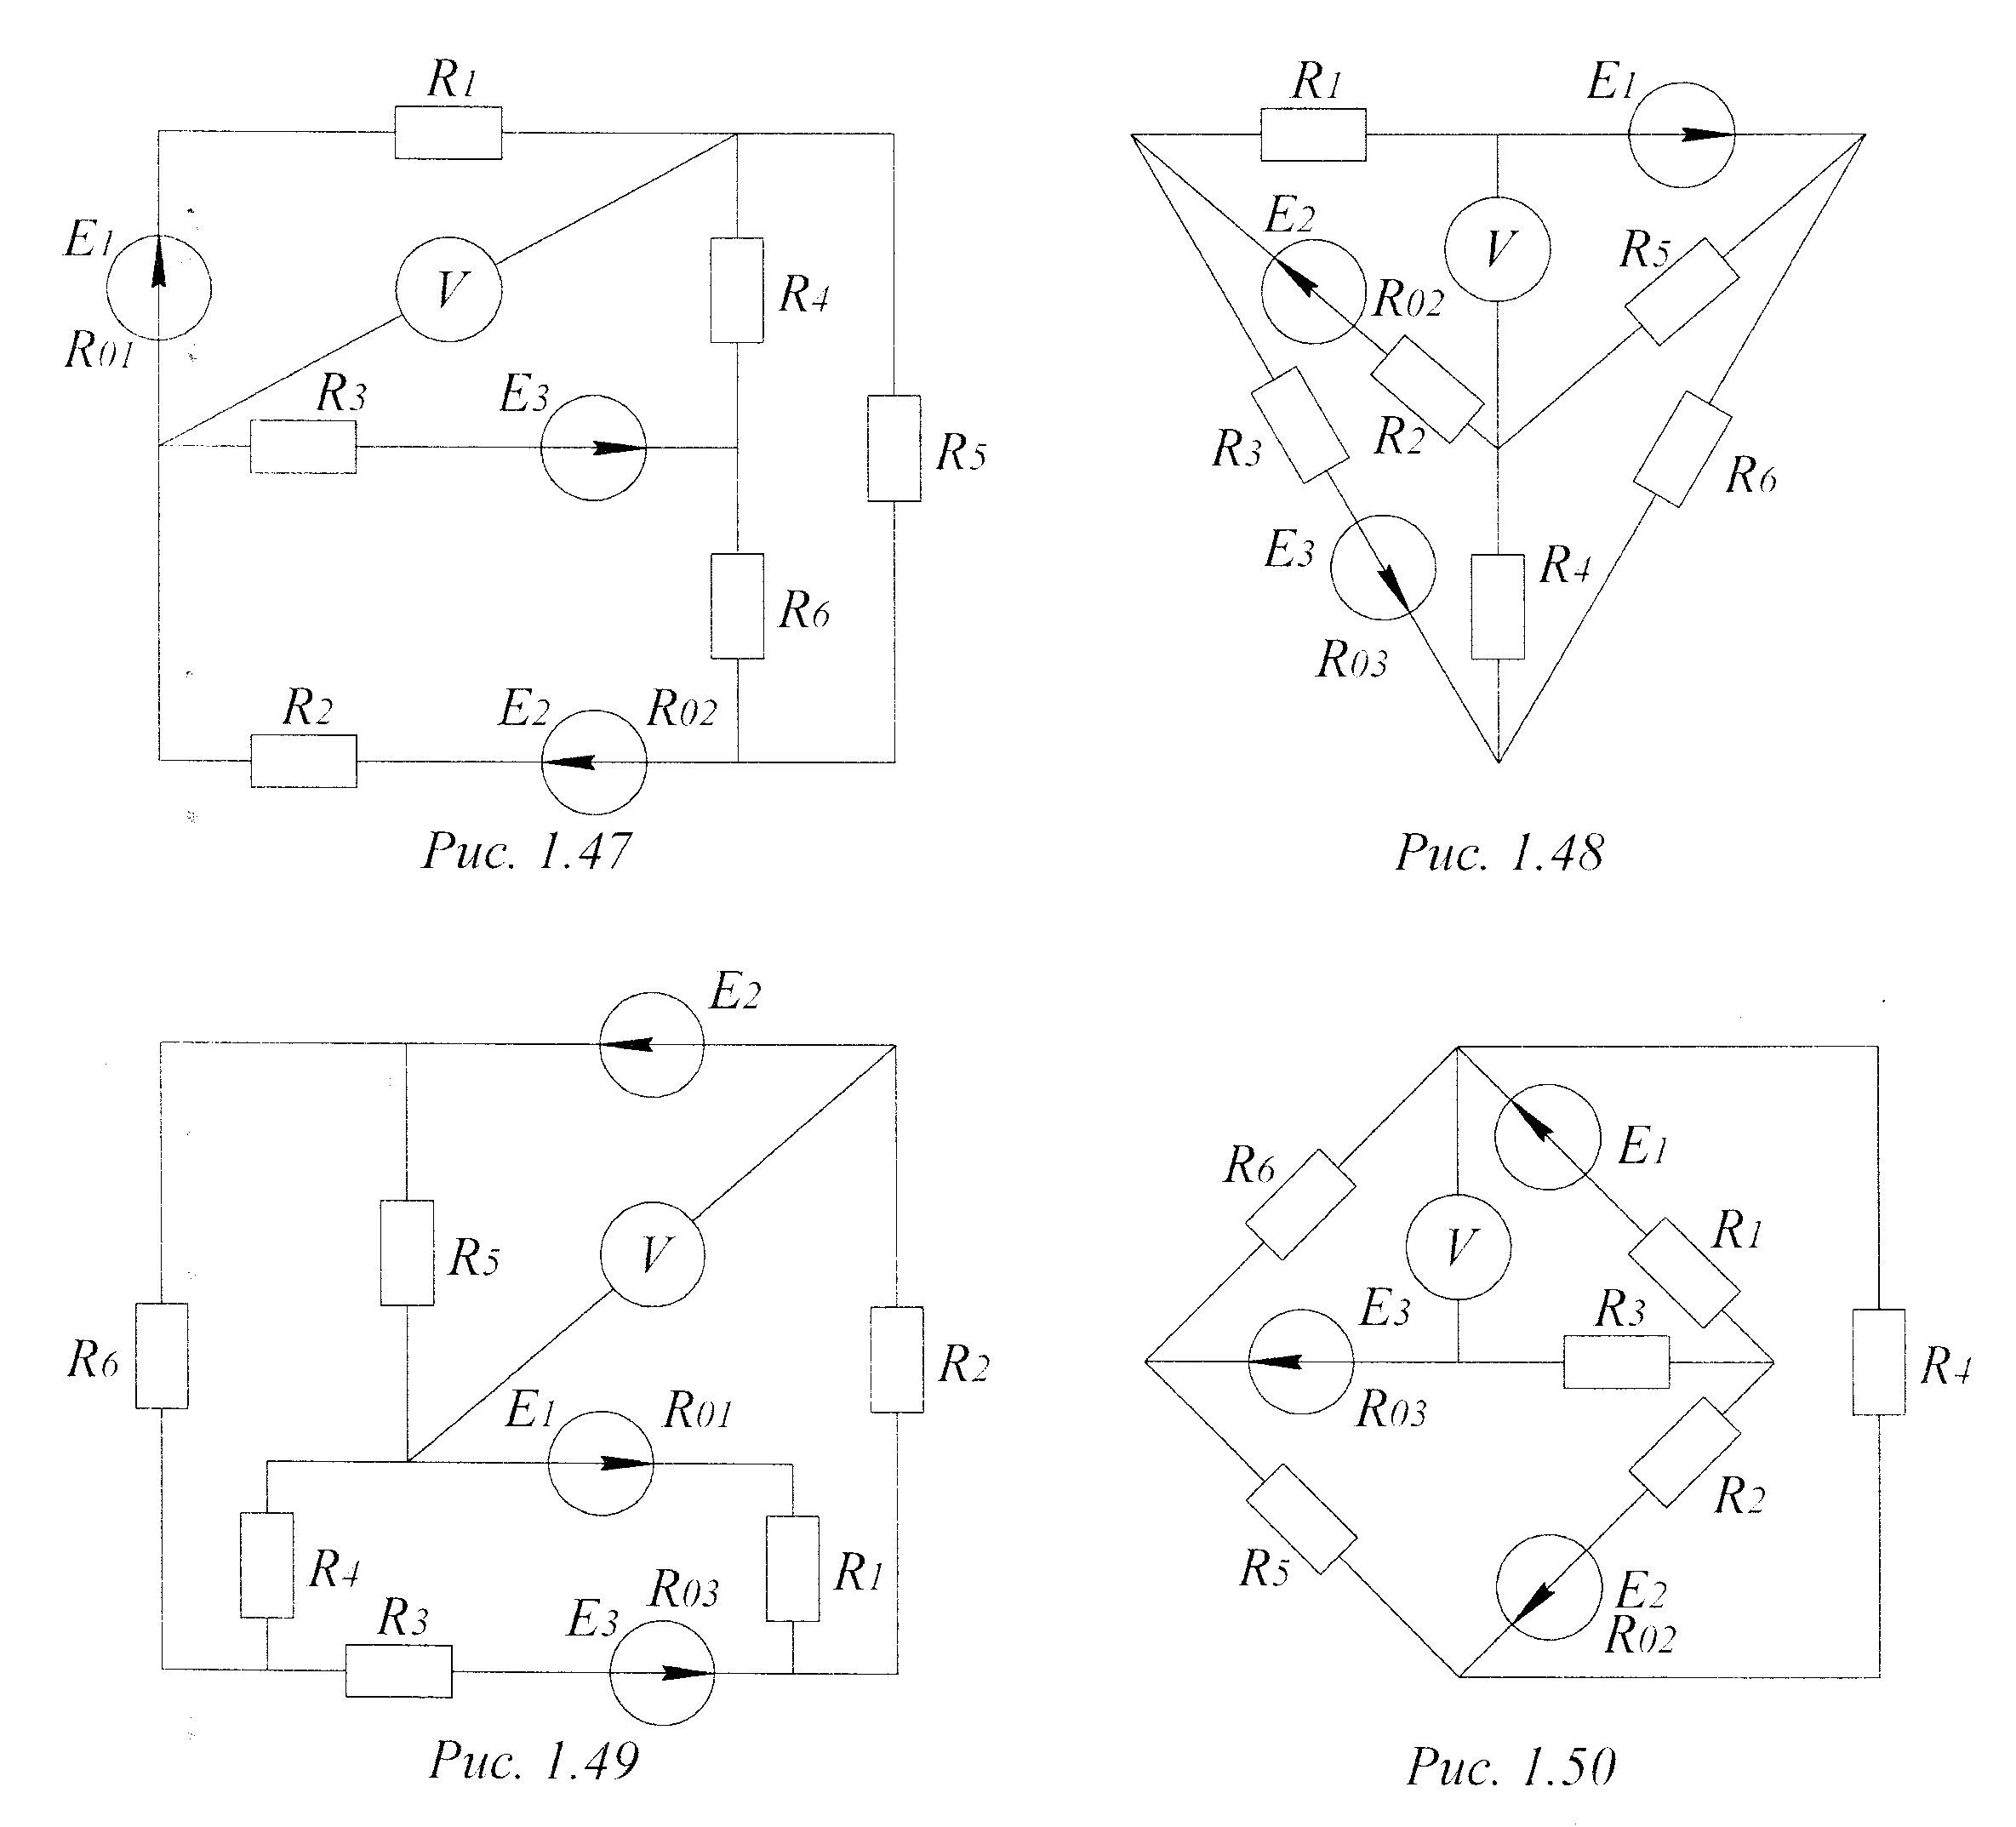 R1
E1
R01
V
R4
R3
E3
R5
R6
R2
E2
R02
Рис. 1.47
R1
E1
E2
R02
V
R5
R3
R2
R6
E3
R4
R03
Рис. 1.48
E2
R5
V
R6
E1
R01
R2
R4
R3
E3
R03
R1
Рис. 1.49
R6
E1
V
R1
E3
R3
R03
R4
R5
R2
E2
R02
Рис. 1.50